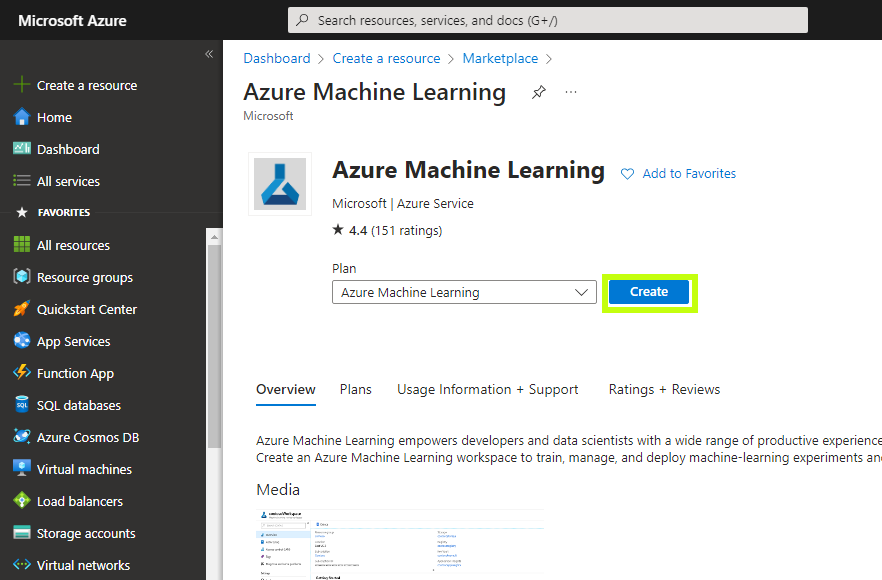 Microsoft Azure
Search resources, services, and docs (G+/)
Create a resource
Home
Dashboard
All services
FAVORITES
All resources
Resource groups
Quickstart Center
App Services
Function App
SQL databases
Azure Cosmos DB
Virtual machines
Load balancers
Storage accounts
Virtual networks
Dashboard > Create a resource > Marketplace >
Azure Machine Learning
Microsoft
Azure Machine Learning
Add to Favorites
Microsoft | Azure Service
★ 4.4 (151 ratings)
Plan
Azure Machine Learning
Create
Overview Plans Usage Information + Support Ratings + Reviews
Azure Machine Learning empowers developers and data scientists with a wide range of productive experience
Create an Azure Machine Learning workspace to train, manage, and deploy machine-learning experiments an
Media